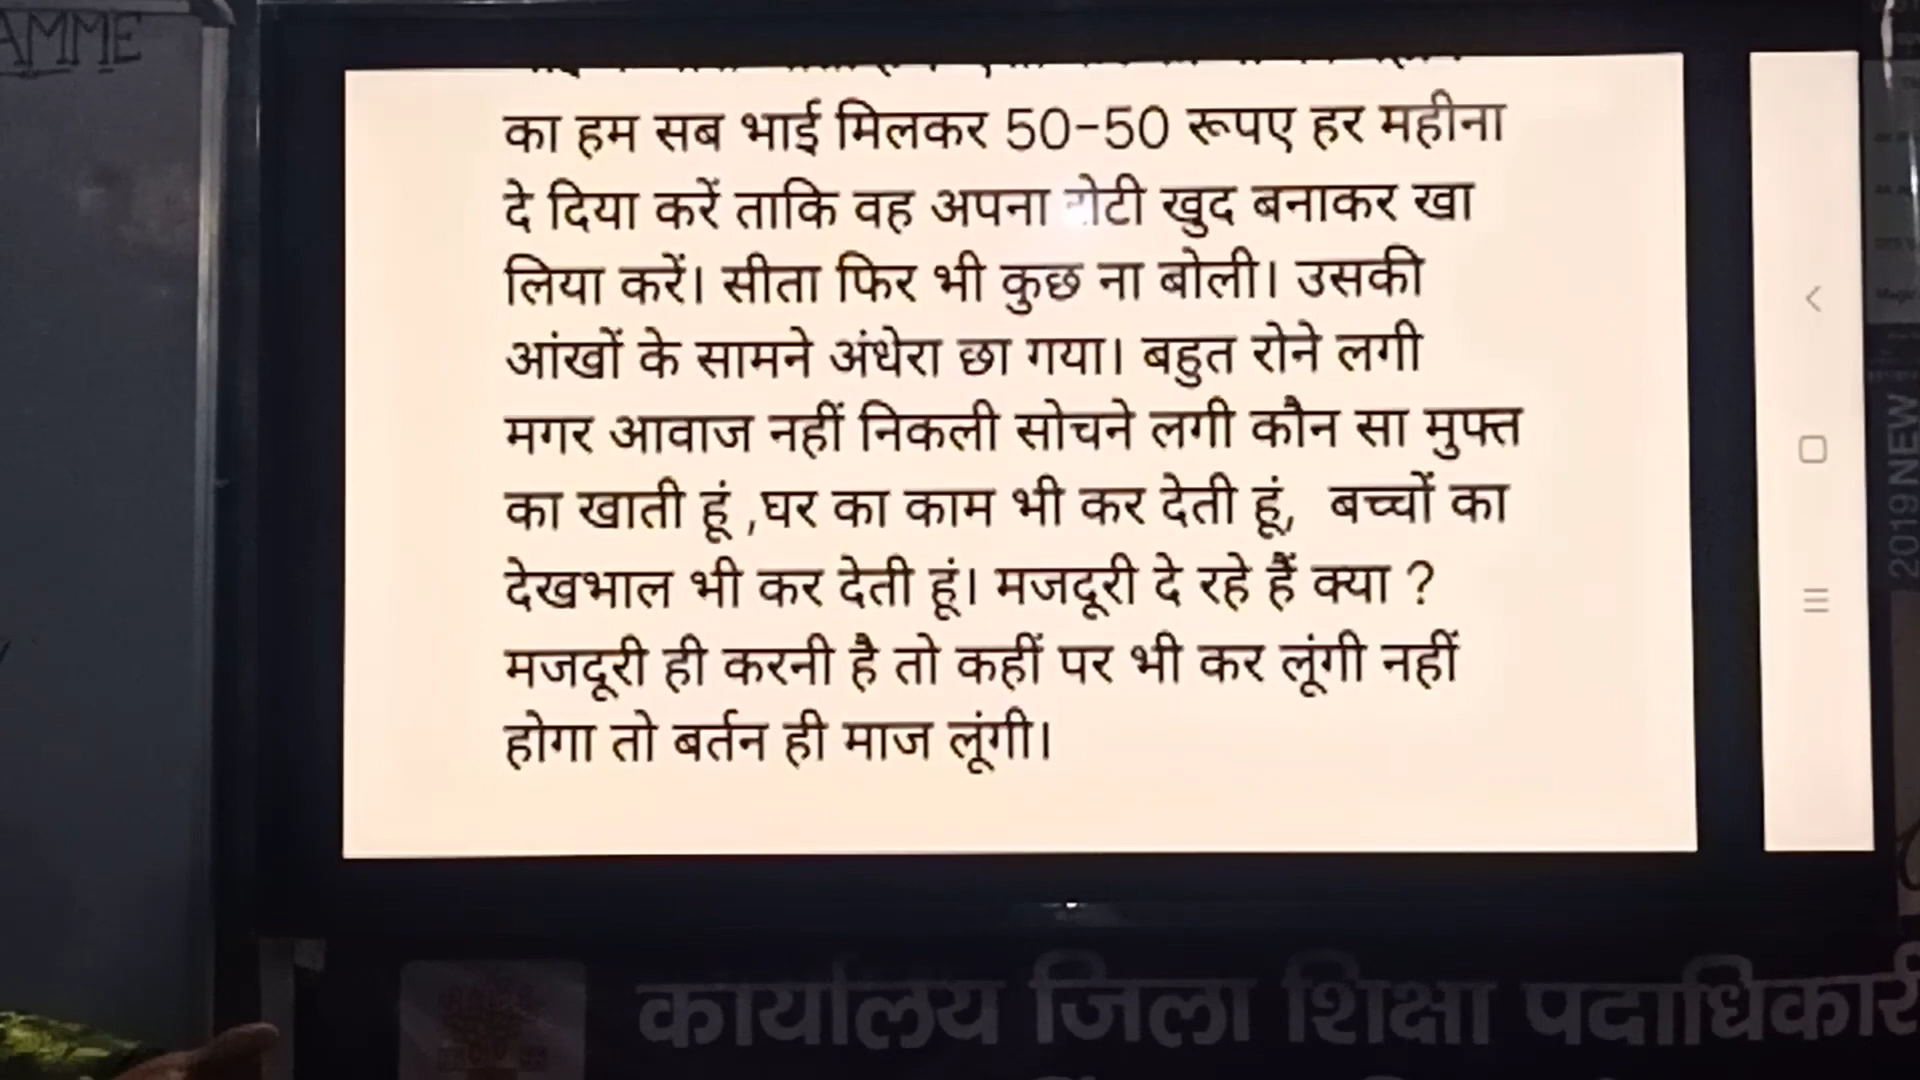 AMME
का हम सब भाई मिलकर 50-50 रूपए हर महीना
दे दिया करें ताकि वह अपना रोटी खुद बनाकर खा
लिया करें। सीता फिर भी कुछ ना बोली। उसकी
आंखों के सामने अंधेरा छा गया। बहुत रोने लगी
मगर आवाज नहीं निकली सोचने लगी कौन सा मुफ्त
का खाती हूं ,घर का काम भी कर देती हूं, बच्चों का
देखभाल भी कर देती हूं। मजदूरी दे रहे हैं क्या ?
मजदूरी ही करनी है तो कहीं पर भी कर लूंगी नहीं
होगा तो बर्तन ही माज लूंगी।
2019 NEW
कार्यालय जिला शिक्षा पदाधिकारी